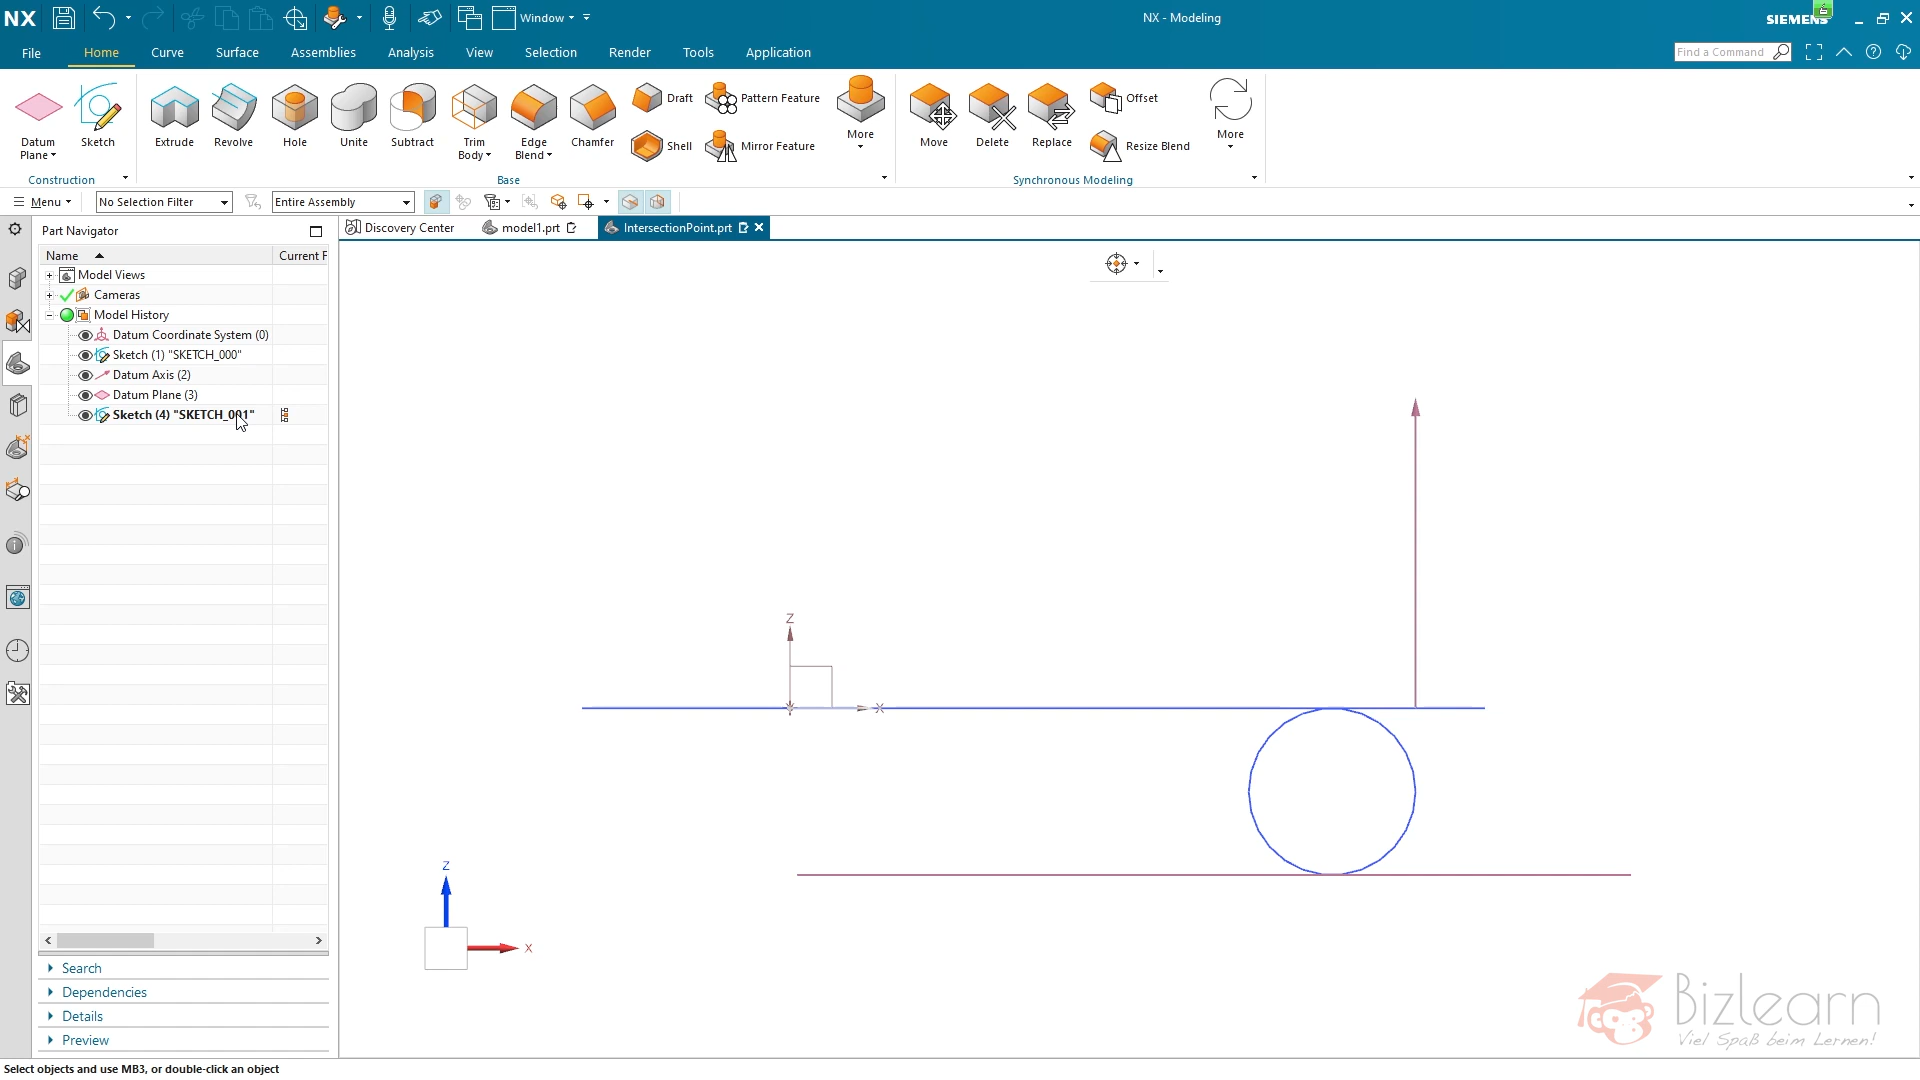 NX
Window
NX - Modeling
SIEMENS
File
Home
Curve
Surface
Assemblies
Analysis
View
Selection
Render
Tools
Application
Find a Command
Datum
Plane
Sketch
Extrude
Revolve
Hole
Unite
Subtract
Trim
Body
Edge
Blend
Chamfer
Draft
Shell
Pattern Feature
Mirror Feature
More
Move
Delete
Replace
Offset
Resize Blend
More
Construction
Base
Synchronous Modeling
Menu
No Selection Filter
Entire Assembly
Part Navigator
Discovery Center
model1.prt
IntersectionPoint.prt
Name
Current F
Model Views
Cameras
Model History
Datum Coordinate System (0)
Sketch (1) "SKETCH_000"
Datum Axis (2)
Datum Plane (3)
Sketch (4) "SKETCH_001"
Z
X
Z
X
Search
Dependencies
Details
Preview
Bizlearn
Viel Spaß beim Lernen!
Select objects and use MB3, or double-click an object